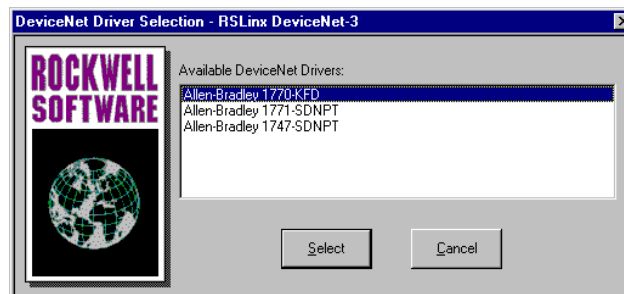 DeviceNet Driver Selection - RSLinx DeviceNet-3
ROCKWELL
SOFTWARE
Available DeviceNet Drivers:
Allen-Bradley 1770-KFD
Allen-Bradley 1771-SDNPT
Allen-Bradley 1747-SDNPT
Select
Cancel